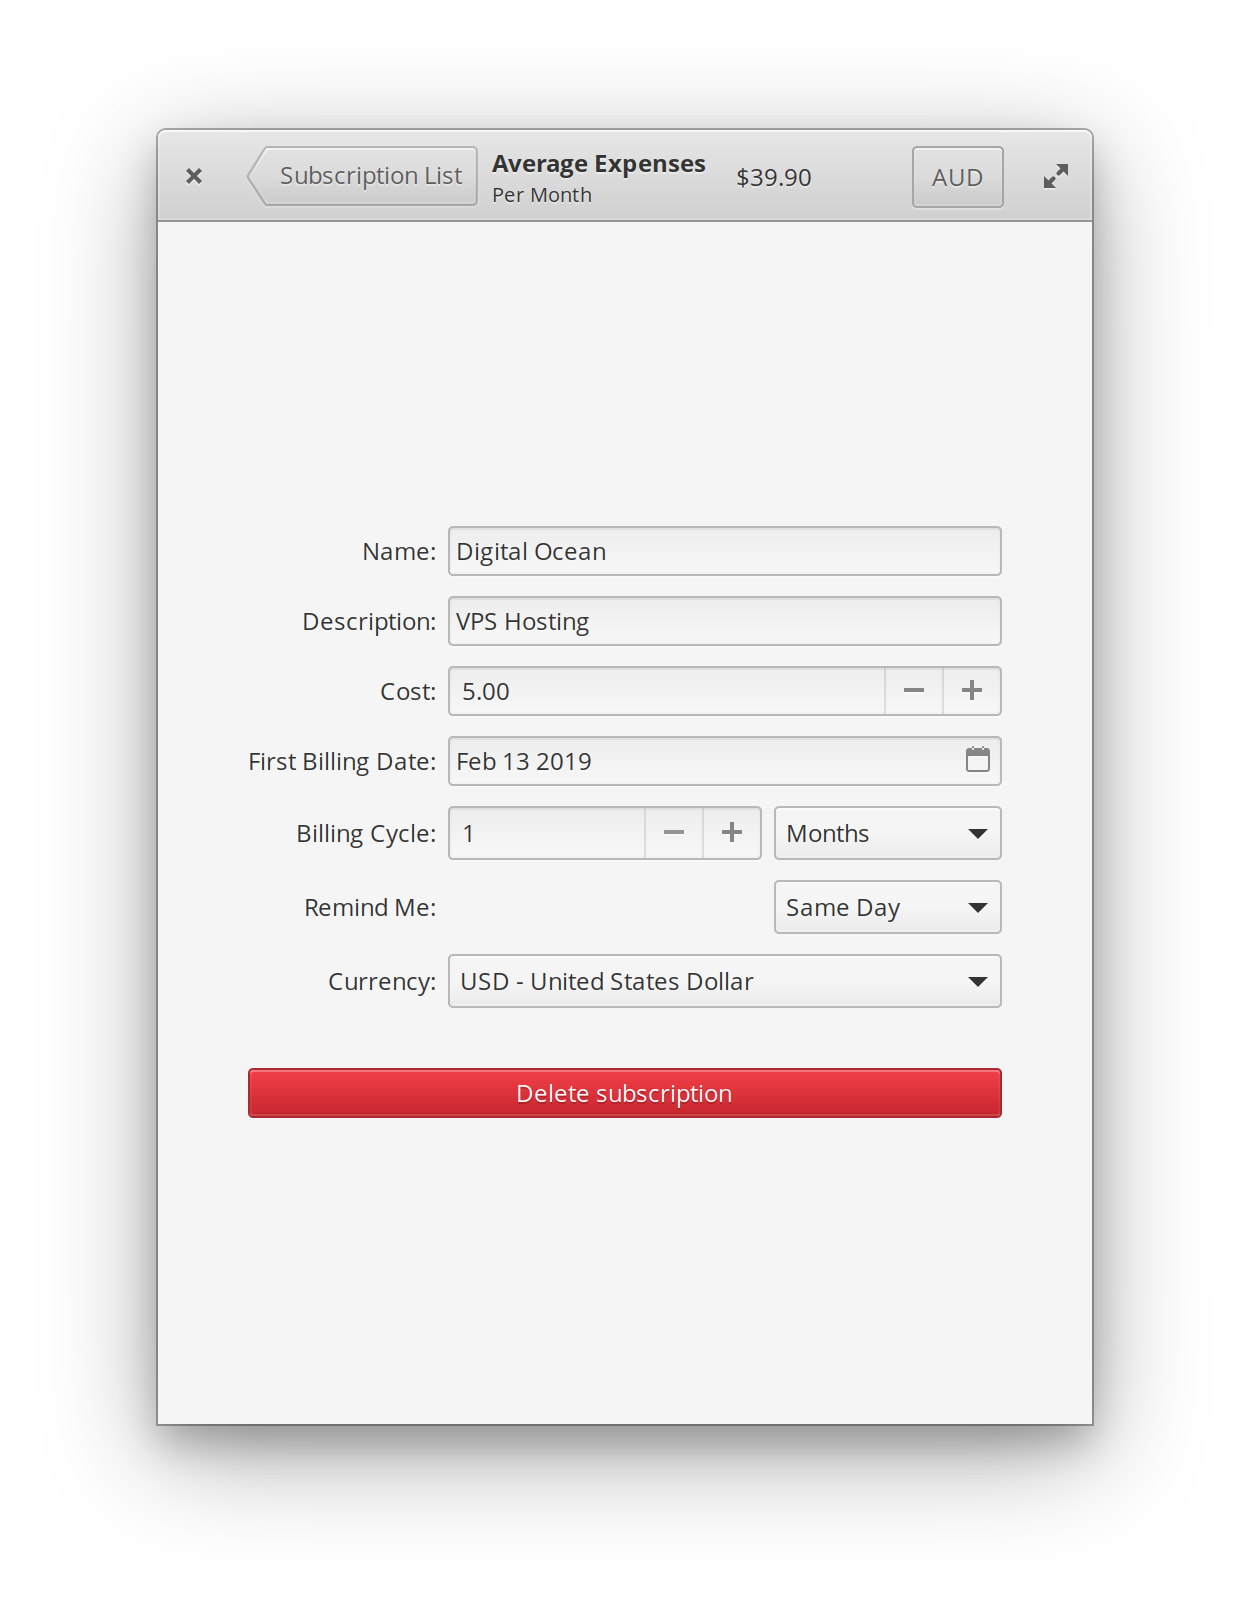 Subscription List
Average Expenses
Per Month
$39.90
AUD
Name: Digital Ocean
Description: VPS Hosting
Cost: 5.00
First Billing Date: Feb 13 2019
Billing Cycle: 1 Months
Remind Me: Same Day
Currency: USD - United States Dollar
Delete subscription